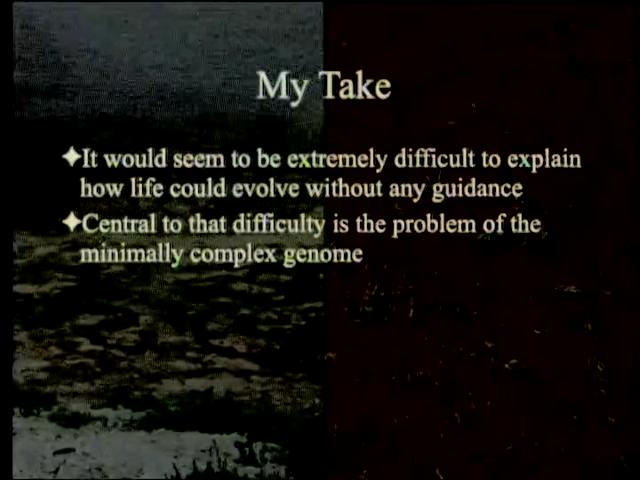 My Take
✦It would seem to be extremely difficult to explain
how life could evolve without any guidance
✦Central to that difficulty is the problem of the
minimally complex genome